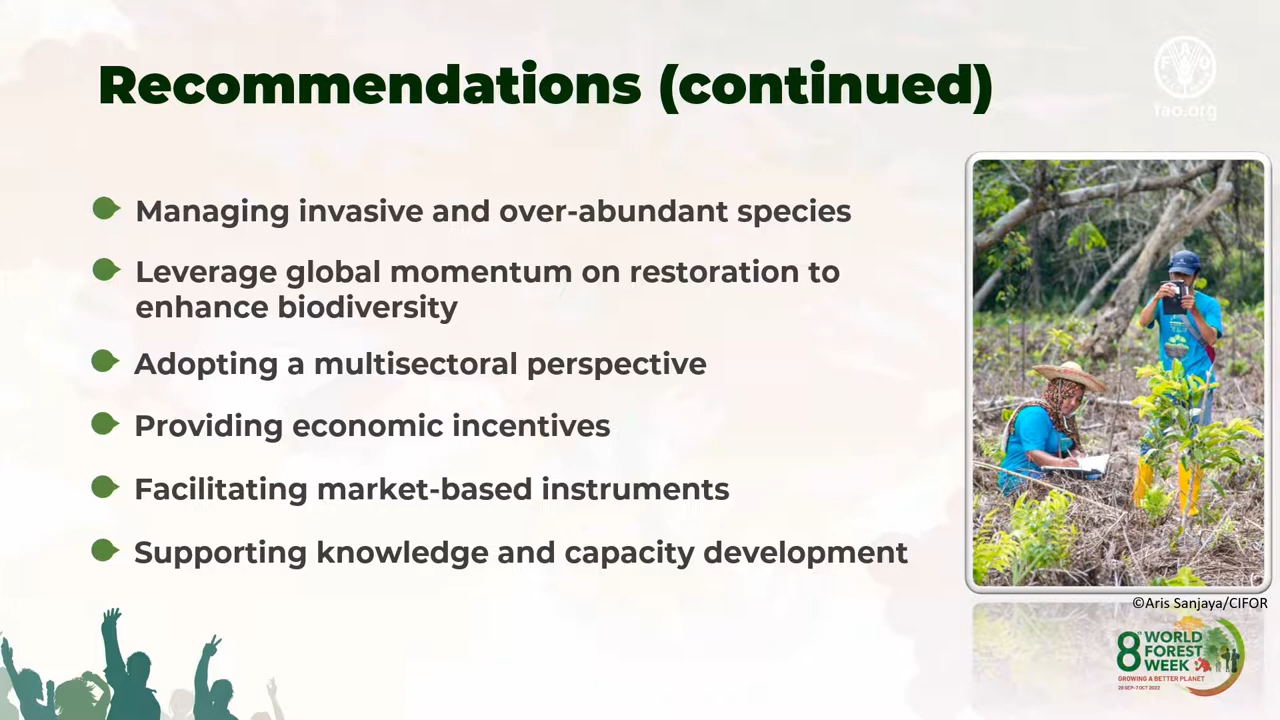 Recommendations (continued)
F A O
fao.org
Managing invasive and over-abundant species
Leverage global momentum on restoration to
enhance biodiversity
Adopting a multisectoral perspective
Providing economic incentives
Facilitating market-based instruments
Supporting knowledge and capacity development
©Aris Sanjaya/CIFOR
8th WORLD
FOREST
WEEK
GROWING A BETTER PLANET